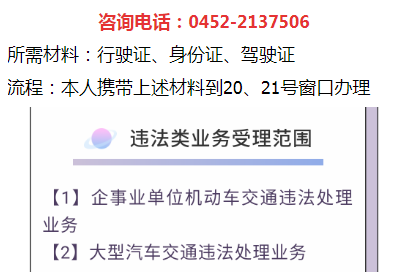 咨询电话：0452-2137506
所需材料：行驶证、身份证、驾驶证
流程：本人携带上述材料到20、21号窗口办理
违法类业务受理范围
【1】企事业单位机动车交通违法处理
业务
【2】大型汽车交通违法处理业务